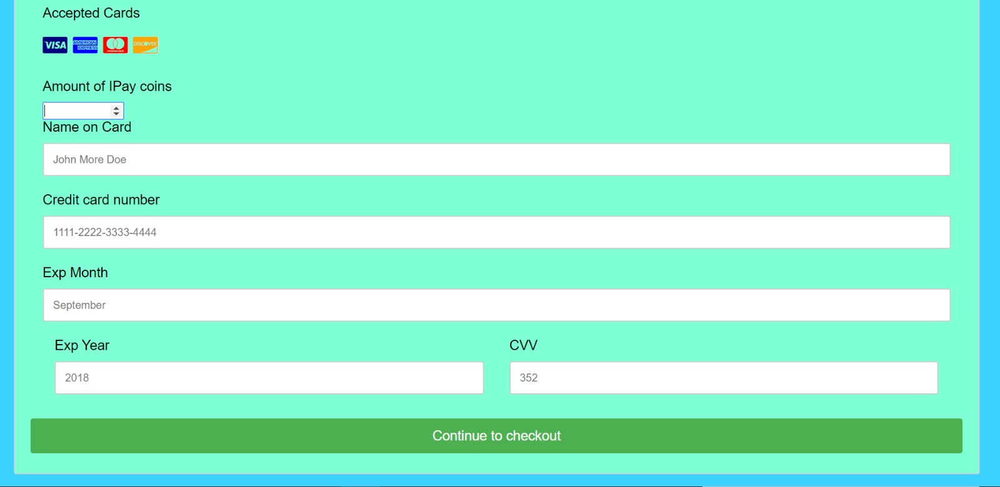 Accepted Cards
VISA AMERICAN EXPRESS mastercard DISCOVER
Amount of IPay coins
Name on Card
John More Doe
Credit card number
1111-2222-3333-4444
Exp Month
September
Exp Year CVV
2018 352
Continue to checkout